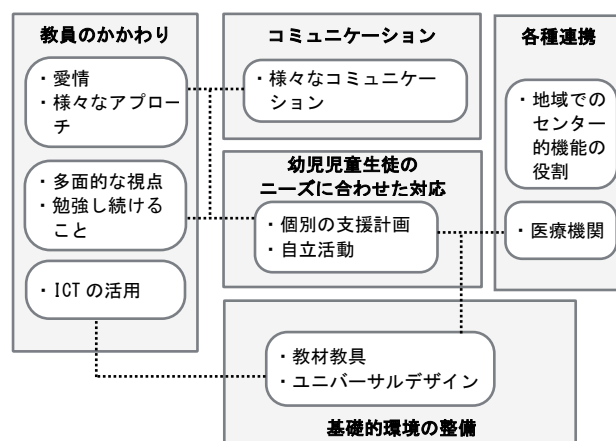 教員のかかわり
・愛情
・様々なアプロー
チ
・多面的な視点
・勉強し続ける
こと
・ICT の活用
コミュニケーション
・様々なコミュニケー
ション
幼児児童生徒の
ニーズに合わせた対応
・個別の支援計画
・自立活動
各種連携
・地域での
センター
的機能の
役割
・医療機関
・教材教具
・ユニバーサルデザイン
基礎的環境の整備